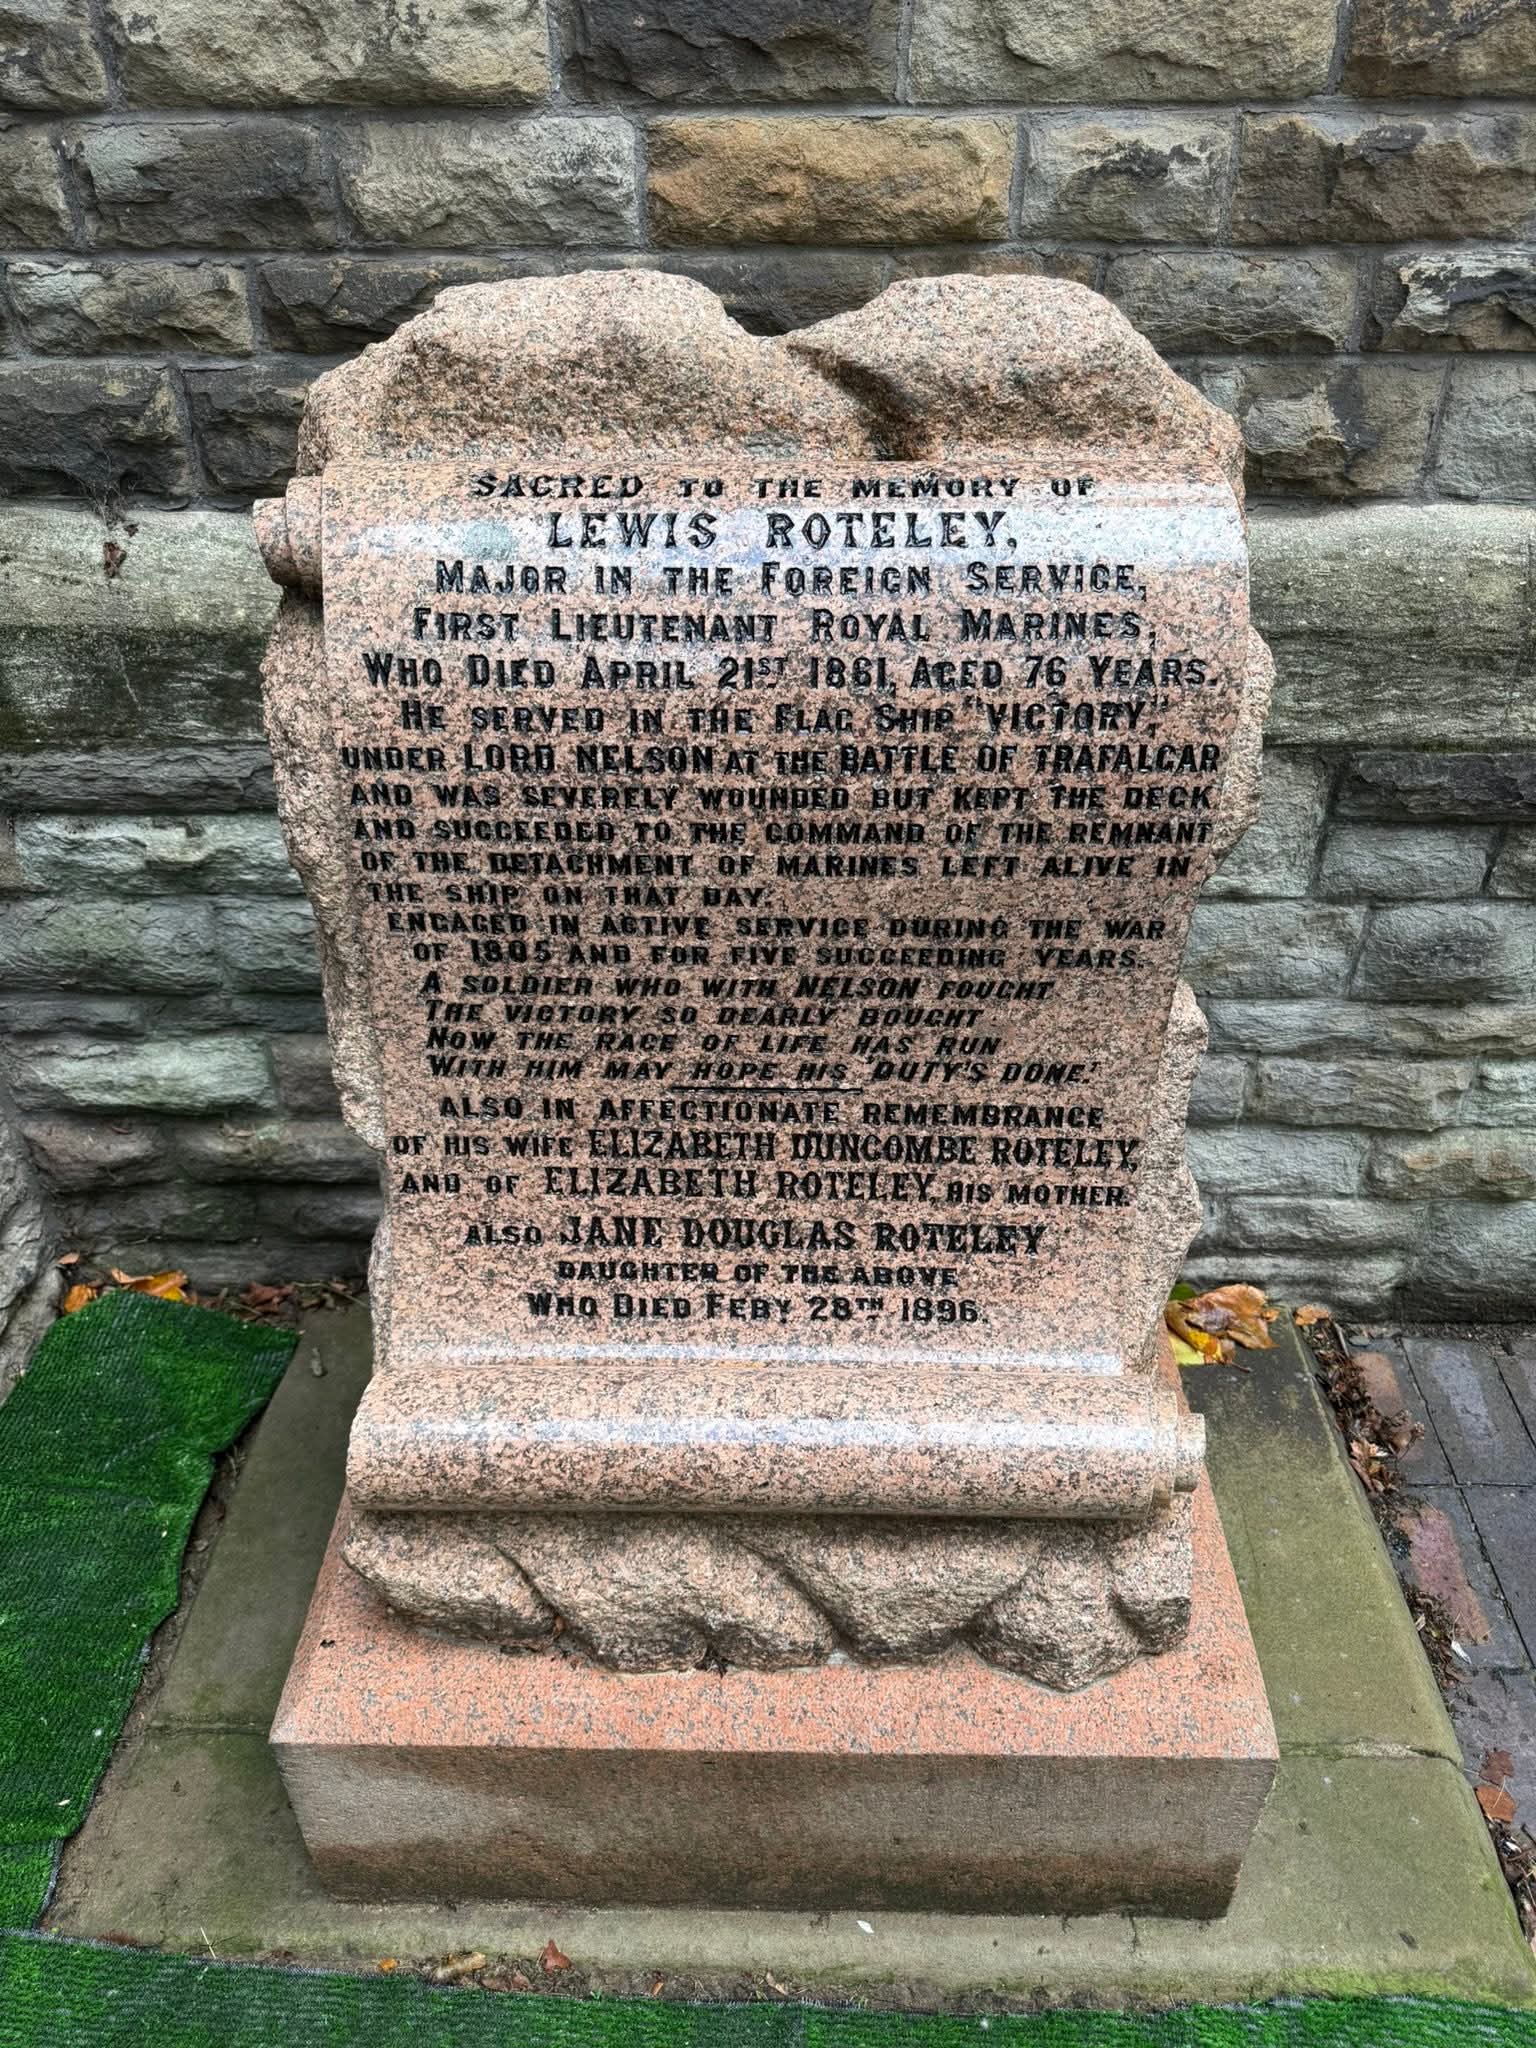 SACRED TO THE MEMORY OF
LEWIS ROTELEY,
MAJOR IN THE FOREIGN SERVICE,
FIRST LIEUTENANT ROYAL MARINES,
WHO DIED APRIL 21ST 1861, AGED 76 YEARS.
HE SERVED IN THE FLAG SHIP "VICTORY,"
UNDER LORD NELSON AT THE BATTLE OF TRAFALGAR
AND WAS SEVERELY WOUNDED BUT KEPT THE DECK
AND SUCCEEDED TO THE COMMAND OF THE REMNANT
OF THE DETACHMENT OF MARINES LEFT ALIVE IN
THE SHIP ON THAT DAY.
ENGAGED IN ACTIVE SERVICE DURING THE WAR
OF 1805 AND FOR FIVE SUCCEEDING YEARS.
A SOLDIER WHO WITH NELSON FOUGHT
THE VICTORY SO DEARLY BOUGHT
NOW THE RACE OF LIFE HAS RUN
WITH HIM MAY HOPE HIS 'DUTY'S DONE.'
ALSO IN AFFECTIONATE REMEMBRANCE
OF HIS WIFE ELIZABETH DUNCOMBE ROTELEY,
AND OF ELIZABETH ROTELEY, HIS MOTHER.
ALSO JANE DOUGLAS ROTELEY
DAUGHTER OF THE ABOVE
WHO DIED FEBY. 28TH 1896.